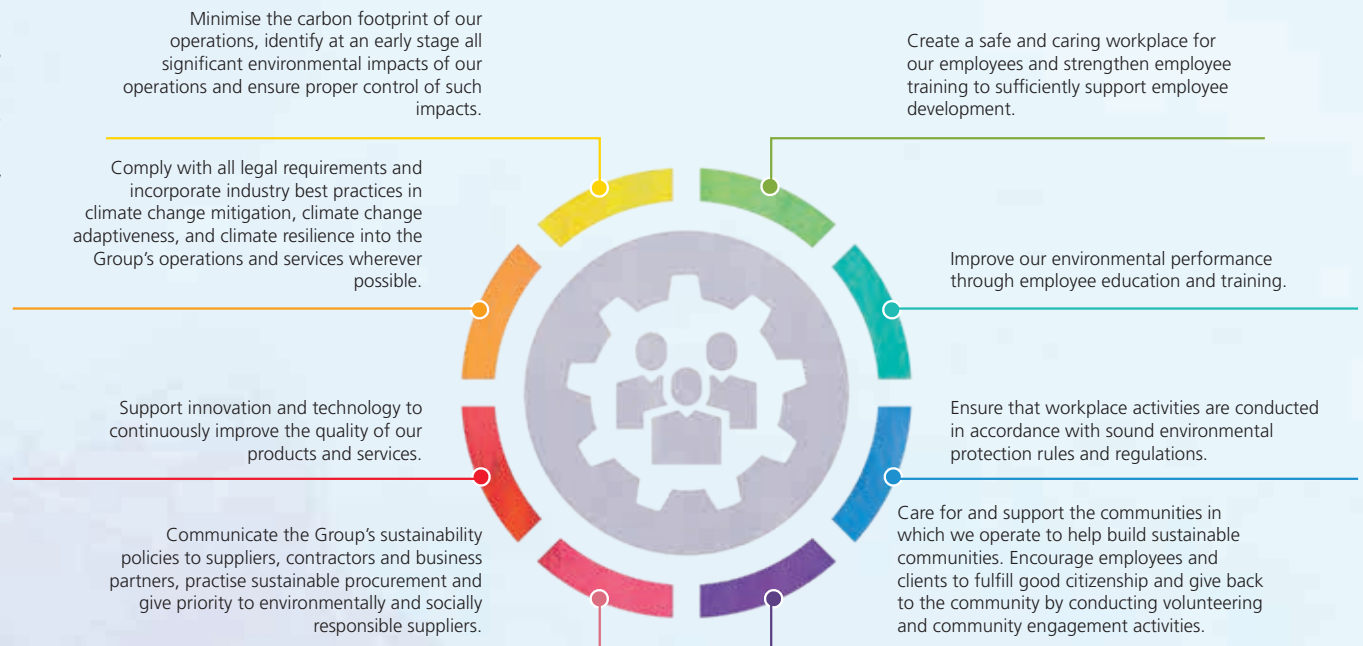 Minimise the carbon footprint of our
operations, identify at an early stage all
significant environmental impacts of our
operations and ensure proper control of such
impacts.
Comply with all legal requirements and
incorporate industry best practices in
climate change mitigation, climate change
adaptiveness, and climate resilience into the
Group’s operations and services wherever
possible.
Support innovation and technology to
continuously improve the quality of our
products and services.
Communicate the Group’s sustainability
policies to suppliers, contractors and business
partners, practise sustainable procurement and
give priority to environmentally and socially
responsible suppliers.
Create a safe and caring workplace for
our employees and strengthen employee
training to sufficiently support employee
development.
Improve our environmental performance
through employee education and training.
Ensure that workplace activities are conducted
in accordance with sound environmental
protection rules and regulations.
Care for and support the communities in
which we operate to help build sustainable
communities. Encourage employees and
clients to fulfill good citizenship and give back
to the community by conducting volunteering
and community engagement activities.